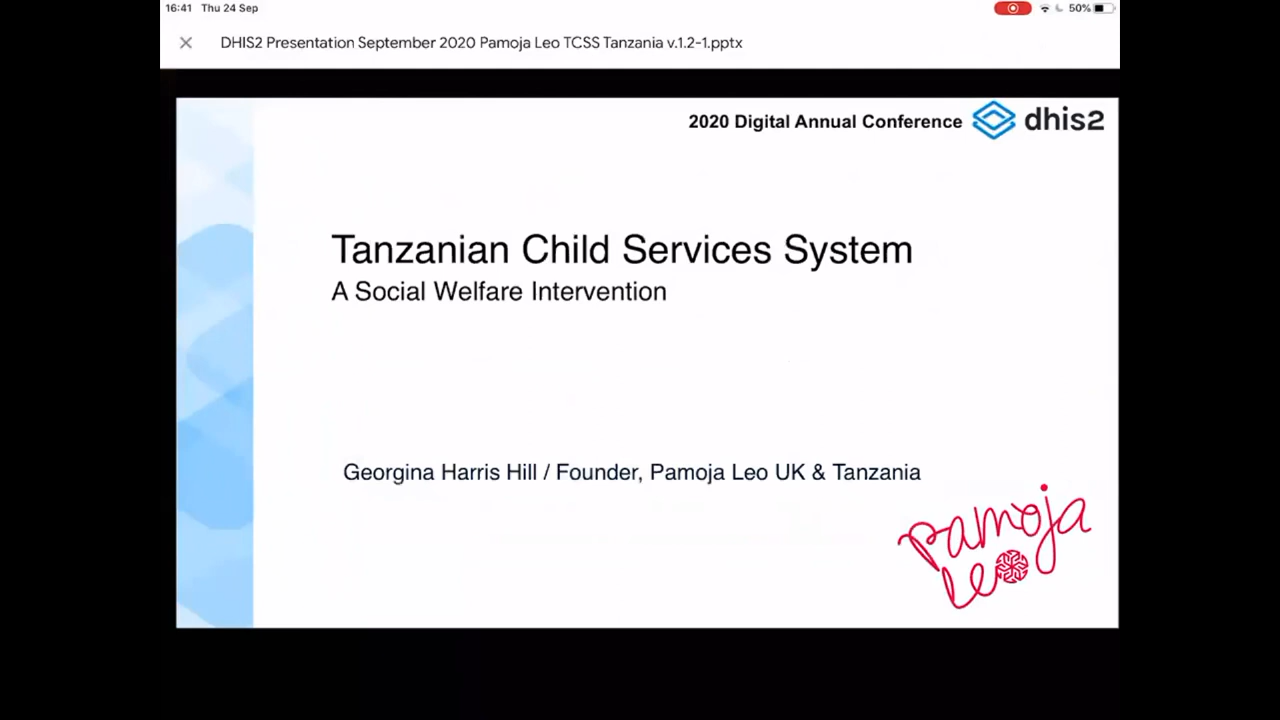 16:41 Thu 24 Sep 50%
DHIS2 Presentation September 2020 Pamoja Leo TCSS Tanzania v.1.2-1.pptx
2020 Digital Annual Conference dhis2
Tanzanian Child Services System
A Social Welfare Intervention
Georgina Harris Hill / Founder, Pamoja Leo UK & Tanzania
pamoja
leo